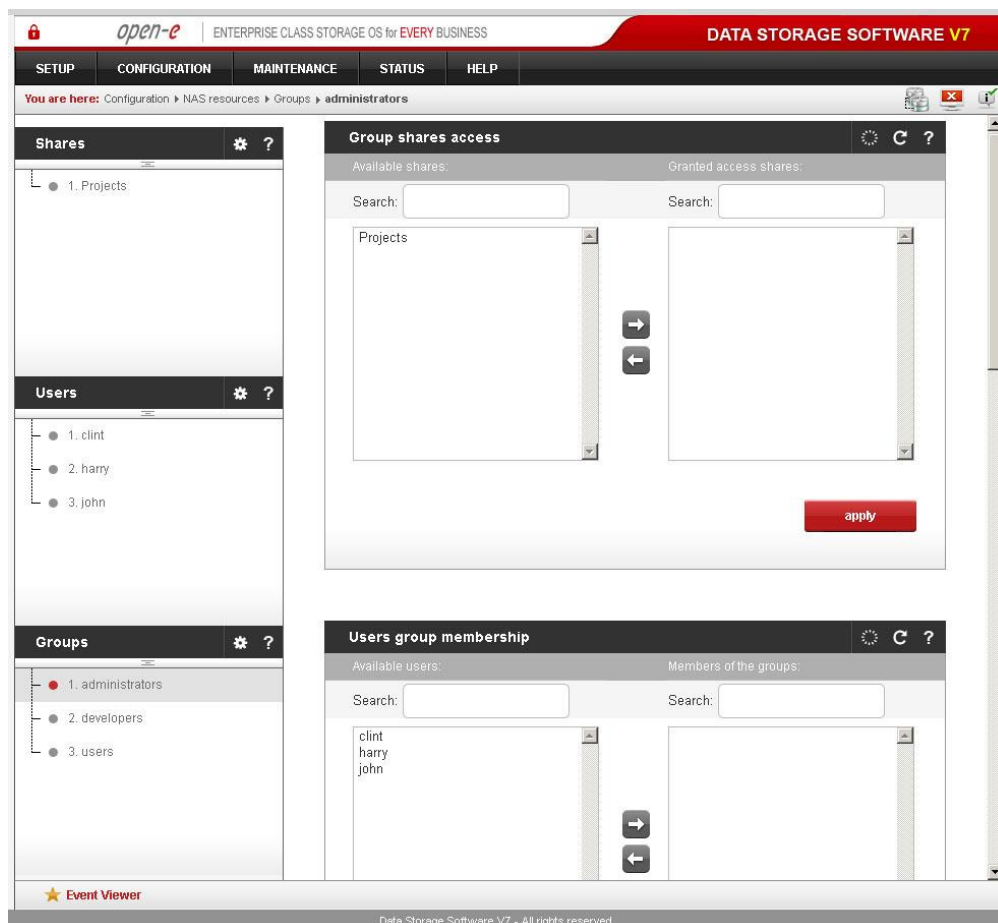 open-e ENTERPRISE CLASS STORAGE OS for EVERY BUSINESS
DATA STORAGE SOFTWARE V7
SETUP CONFIGURATION MAINTENANCE STATUS HELP
You are here: Configuration ▸ NAS resources ▸ Groups ▸ administrators
Shares ?
1. Projects
Users ?
1. clint
2. harry
3. john
Groups ?
1. administrators
2. developers
3. users
Group shares access ?
Available shares: Granted access shares:
Search: Search:
Projects
apply
Users group membership ?
Available users: Members of the groups:
Search: Search:
clint
harry
john
Event Viewer
Data Storage Software V7 - All rights reserved